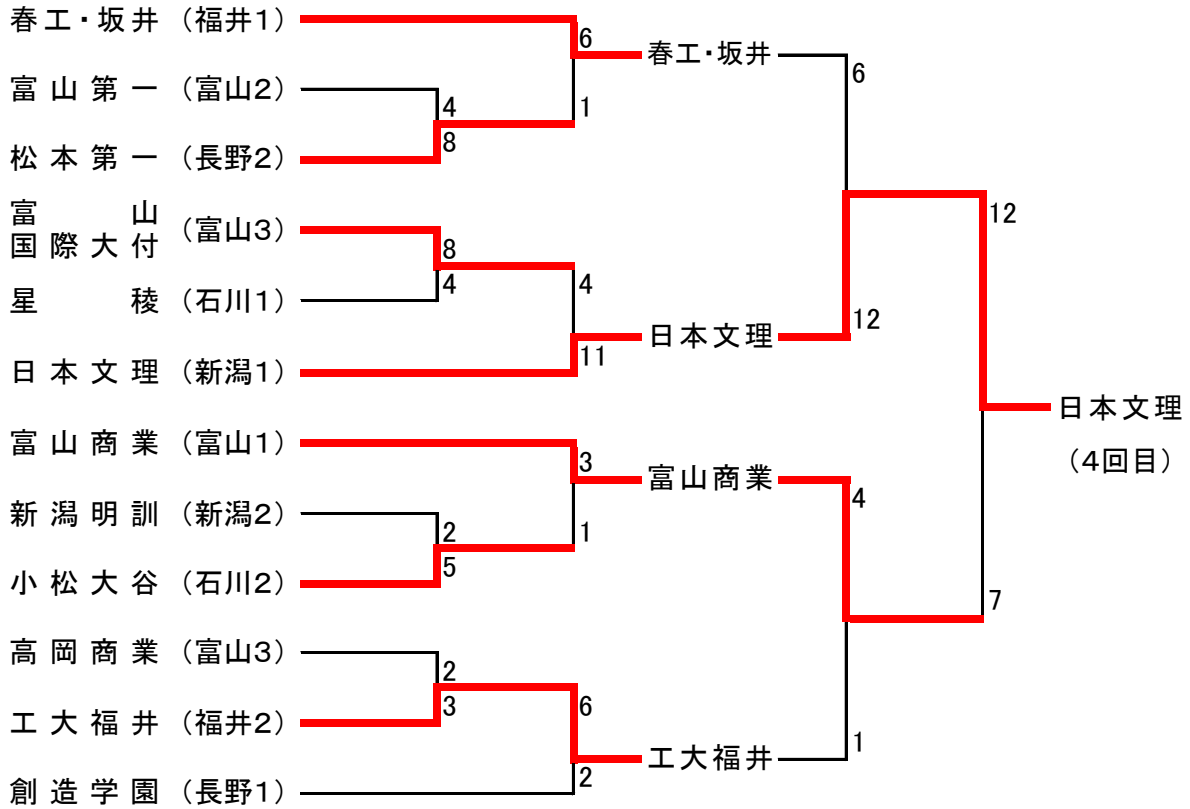 春工・坂井（福井1）
富山第一（富山2）
松本第一（長野2）
富山
国際大付（富山3）
星稜（石川1）
日本文理（新潟1）
富山商業（富山1）
新潟明訓（新潟2）
小松大谷（石川2）
高岡商業（富山3）
工大福井（福井2）
創造学園（長野1）
4
8
8
4
2
5
2
3
6
1
4
11
3
1
6
2
春工・坂井
日本文理
富山商業
工大福井
6
12
4
1
12
7
日本文理
（4回目）